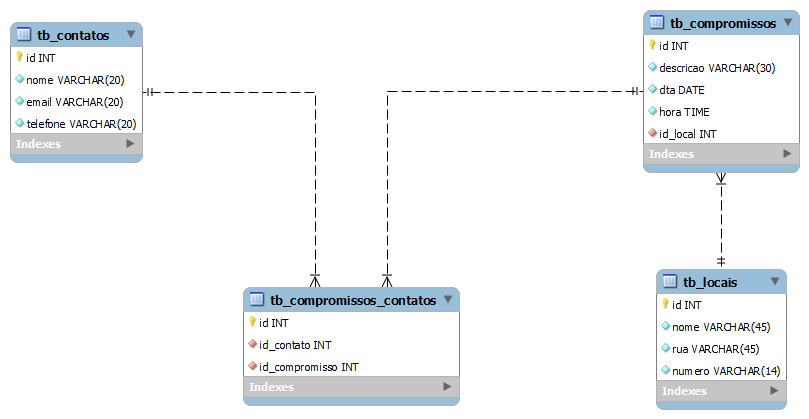 tb_contatos
id INT
nome VARCHAR(20)
email VARCHAR(20)
telefone VARCHAR(20)
Indexes
tb_compromissos
id INT
descricao VARCHAR(30)
dta DATE
hora TIME
id_local INT
Indexes
tb_compromissos_contatos
id INT
id_contato INT
id_compromisso INT
Indexes
tb_locais
id INT
nome VARCHAR(45)
rua VARCHAR(45)
numero VARCHAR(14)
Indexes